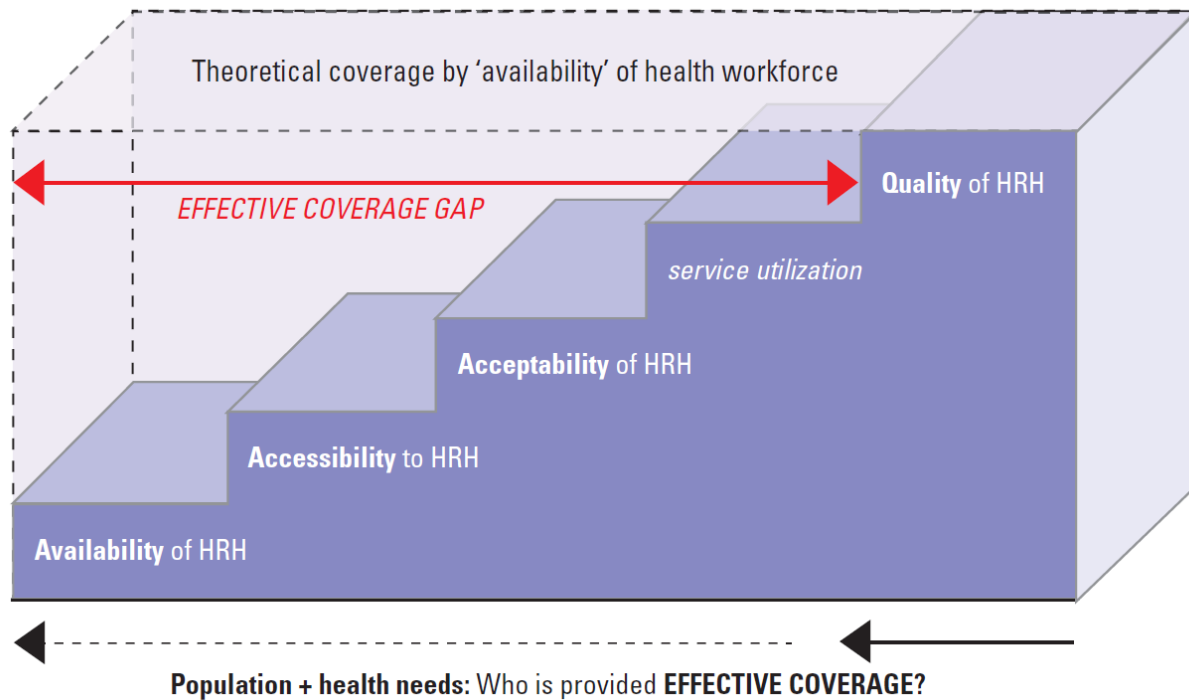 Theoretical coverage by ‘availability’ of health workforce
EFFECTIVE COVERAGE GAP
Quality of HRH
service utilization
Acceptability of HRH
Accessibility to HRH
Availability of HRH
Population + health needs: Who is provided EFFECTIVE COVERAGE?